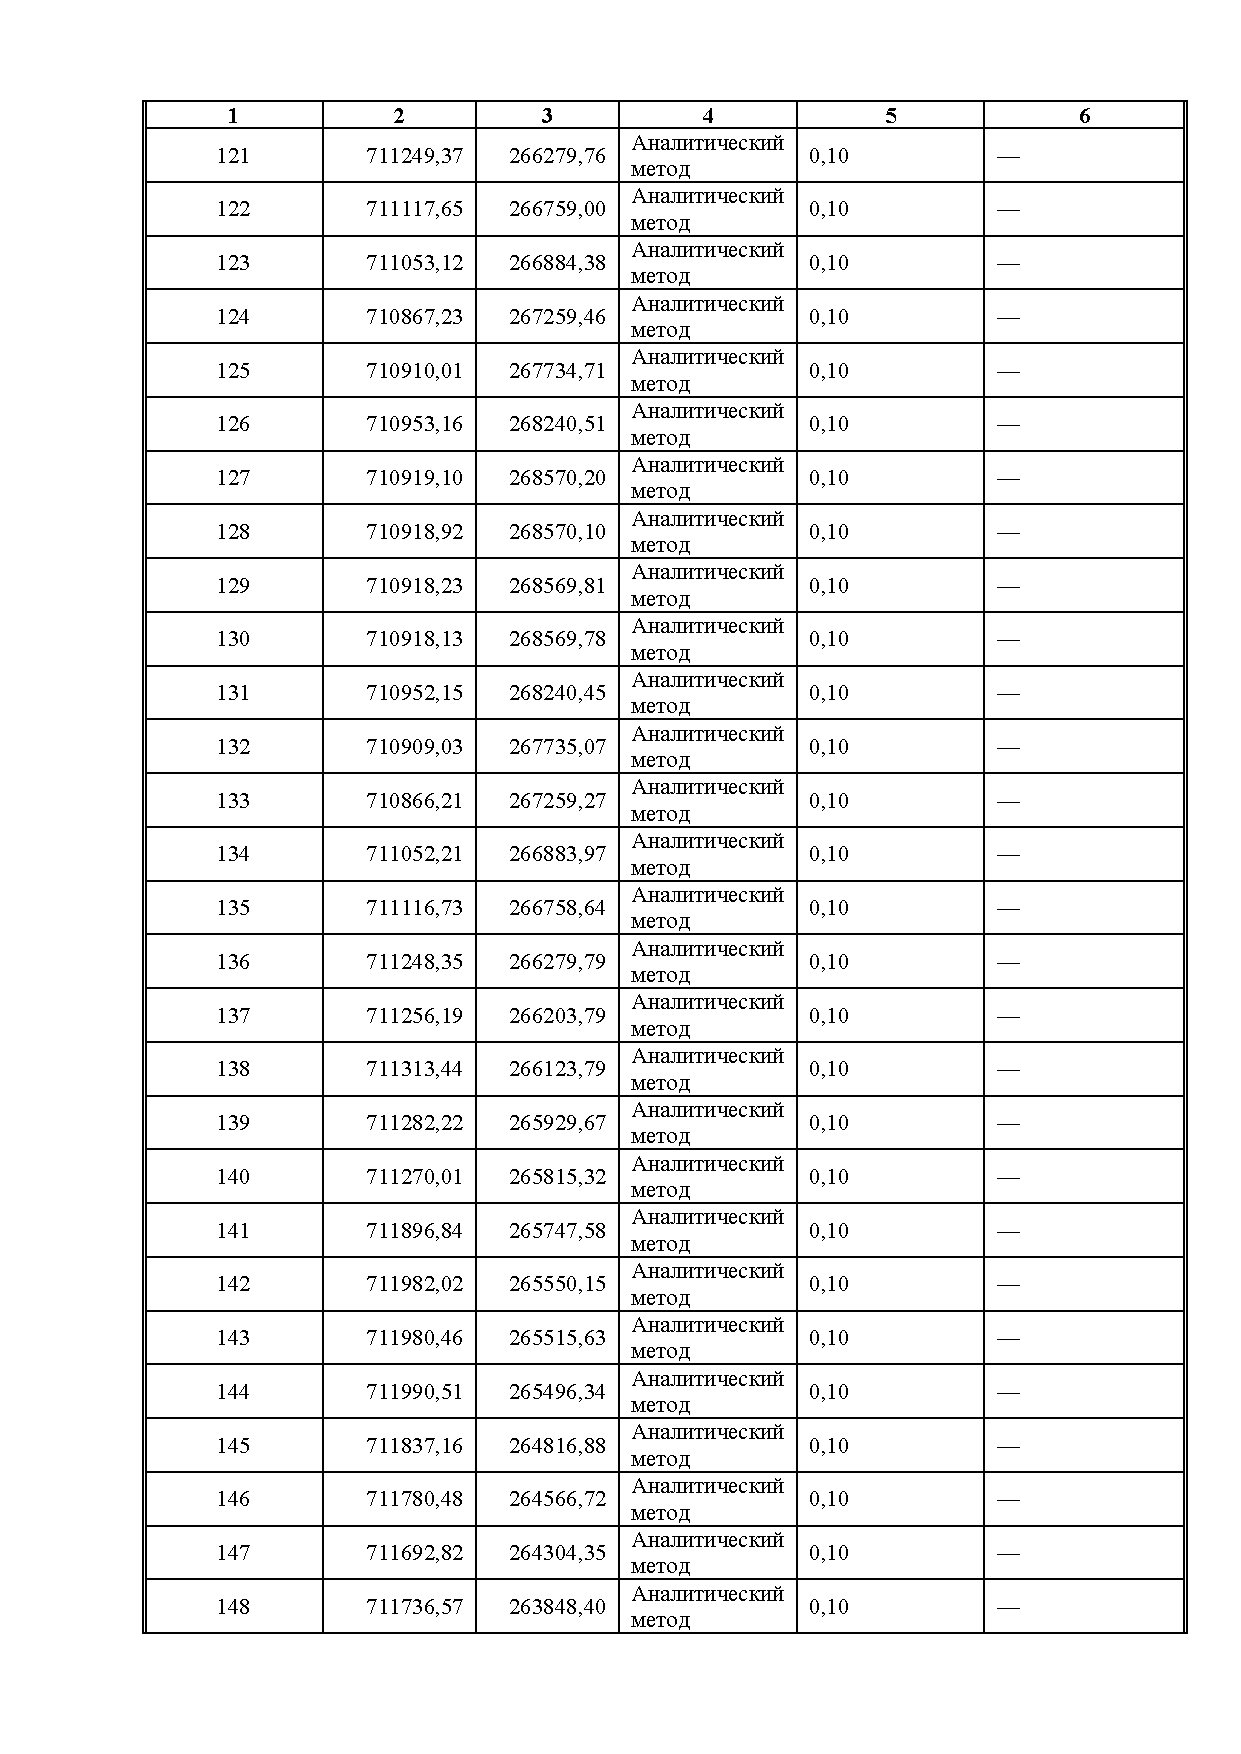 1 2 3 4 5 6
121 711249,37 266279,76 Аналитический метод 0,10 —
122 711117,65 266759,00 Аналитический метод 0,10 —
123 711053,12 266884,38 Аналитический метод 0,10 —
124 710867,23 267259,46 Аналитический метод 0,10 —
125 710910,01 267734,71 Аналитический метод 0,10 —
126 710953,16 268240,51 Аналитический метод 0,10 —
127 710919,10 268570,20 Аналитический метод 0,10 —
128 710918,92 268570,10 Аналитический метод 0,10 —
129 710918,23 268569,81 Аналитический метод 0,10 —
130 710918,13 268569,78 Аналитический метод 0,10 —
131 710952,15 268240,45 Аналитический метод 0,10 —
132 710909,03 267735,07 Аналитический метод 0,10 —
133 710866,21 267259,27 Аналитический метод 0,10 —
134 711052,21 266883,97 Аналитический метод 0,10 —
135 711116,73 266758,64 Аналитический метод 0,10 —
136 711248,35 266279,79 Аналитический метод 0,10 —
137 711256,19 266203,79 Аналитический метод 0,10 —
138 711313,44 266123,79 Аналитический метод 0,10 —
139 711282,22 265929,67 Аналитический метод 0,10 —
140 711270,01 265815,32 Аналитический метод 0,10 —
141 711896,84 265747,58 Аналитический метод 0,10 —
142 711982,02 265550,15 Аналитический метод 0,10 —
143 711980,46 265515,63 Аналитический метод 0,10 —
144 711990,51 265496,34 Аналитический метод 0,10 —
145 711837,16 264816,88 Аналитический метод 0,10 —
146 711780,48 264566,72 Аналитический метод 0,10 —
147 711692,82 264304,35 Аналитический метод 0,10 —
148 711736,57 263848,40 Аналитический метод 0,10 —